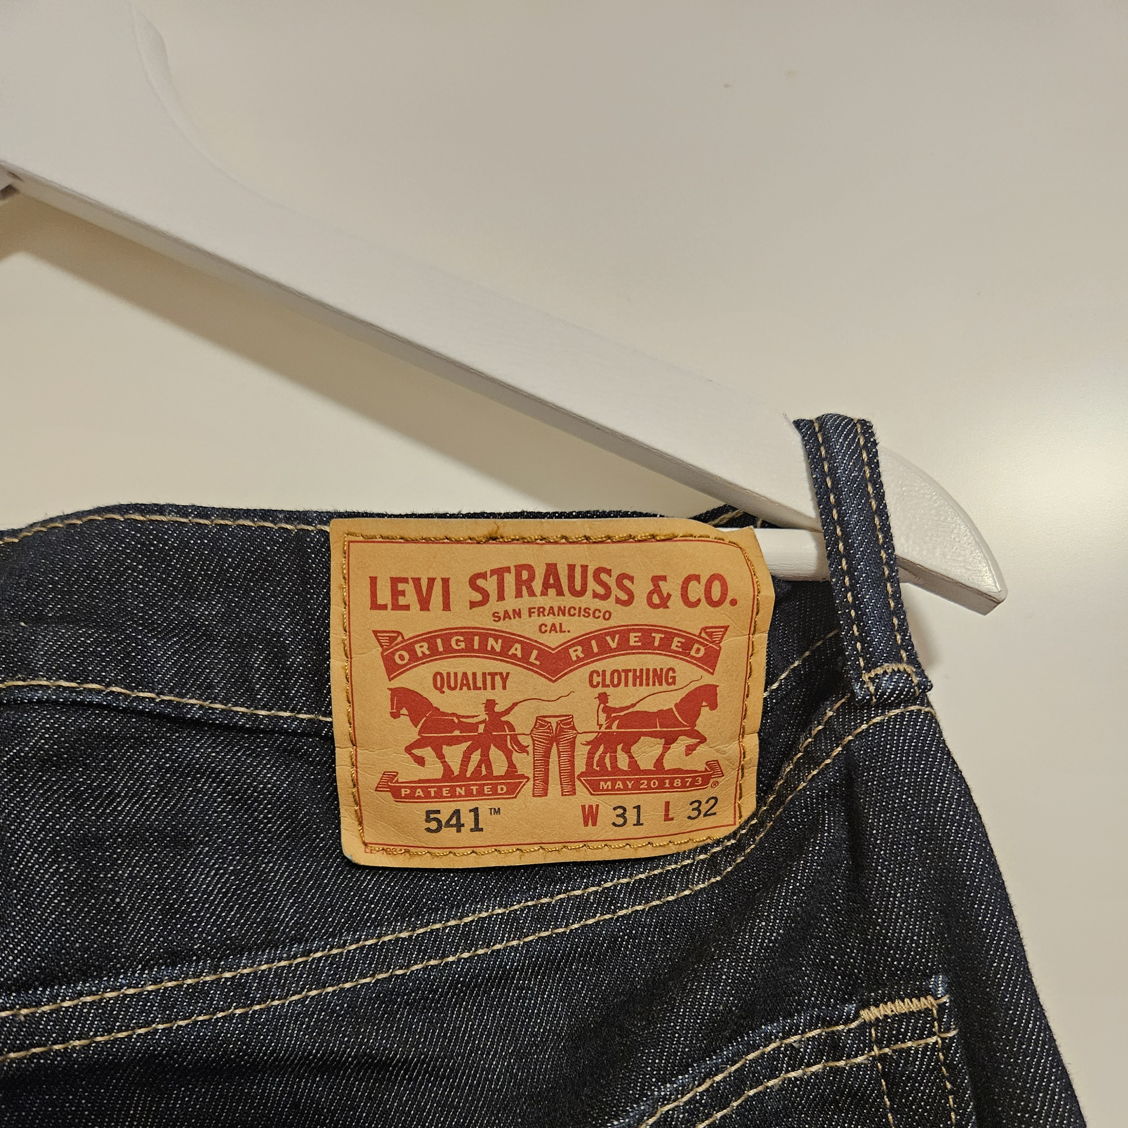 LEVI STRAUSS & CO.
SAN FRANCISCO
CAL.
ORIGINAL RIVETED
QUALITY CLOTHING
PATENTED MAY 20 1873 ®
541™ W 31 L 32